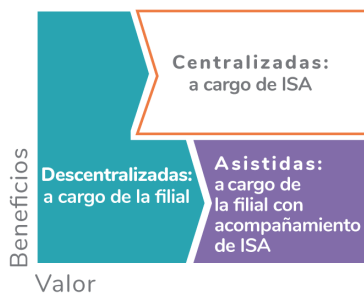 Centralizadas:
a cargo de ISA
Descentralizadas:
a cargo de la filial
Asistidas:
a cargo de
la filial con
acompañamiento
de ISA
Beneficios
Valor